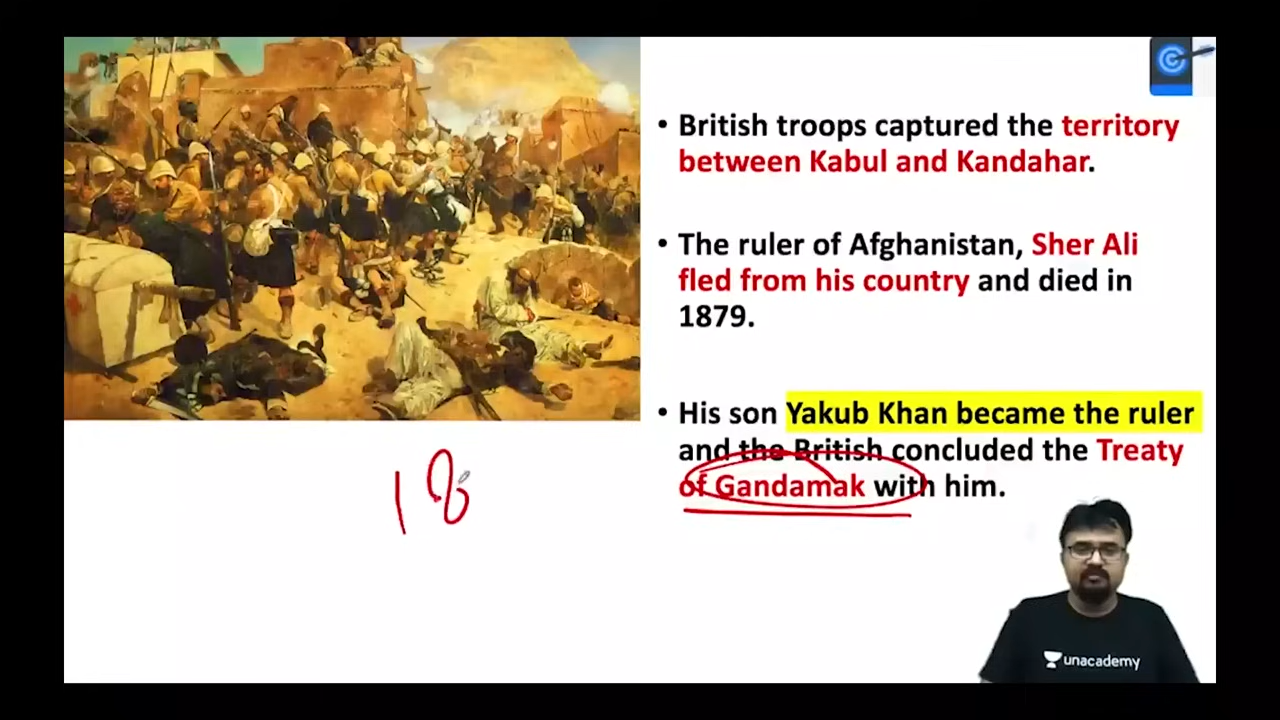 • British troops captured the territory
between Kabul and Kandahar.
• The ruler of Afghanistan, Sher Ali
fled from his country and died in
1879.
• His son Yakub Khan became the ruler
and the British concluded the Treaty
of Gandamak with him.
18
unacademy